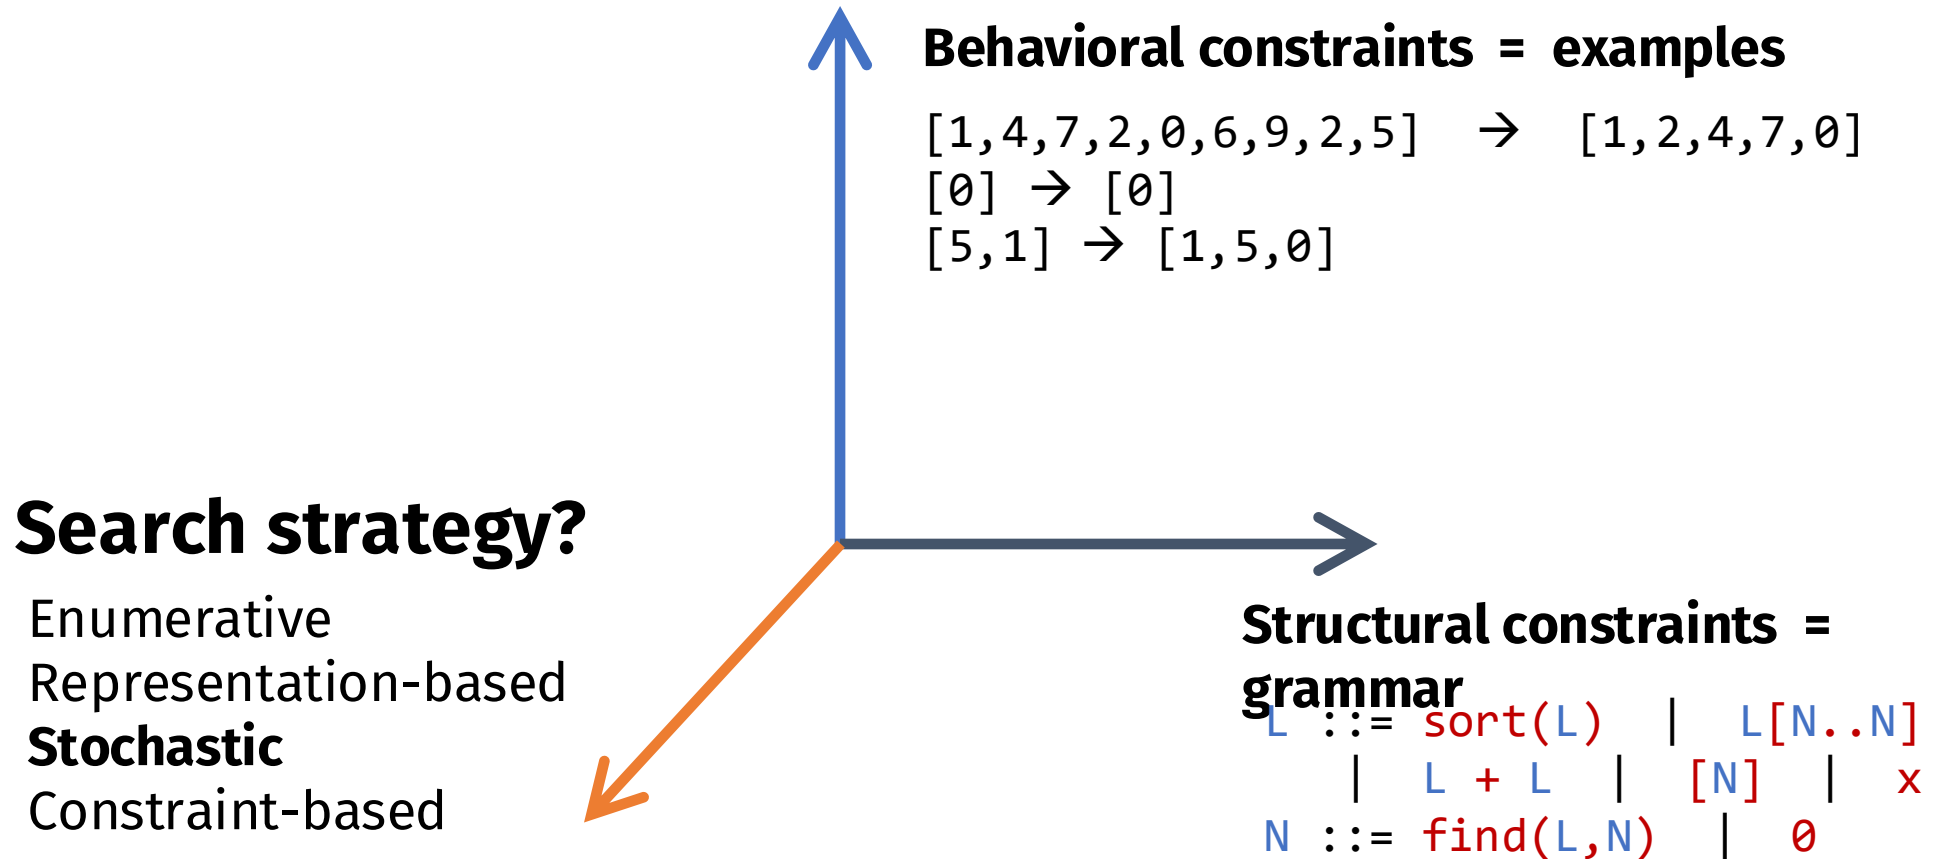 Behavioral constraints = examples
[1,4,7,2,0,6,9,2,5] → [1,2,4,7,0]
[0] → [0]
[5,1] → [1,5,0]
Search strategy?
Enumerative
Representation-based
Stochastic
Constraint-based
Structural constraints =
grammar
L ::= sort(L) | L[N..N]
| L + L | [N] | x
N ::= find(L,N) | 0